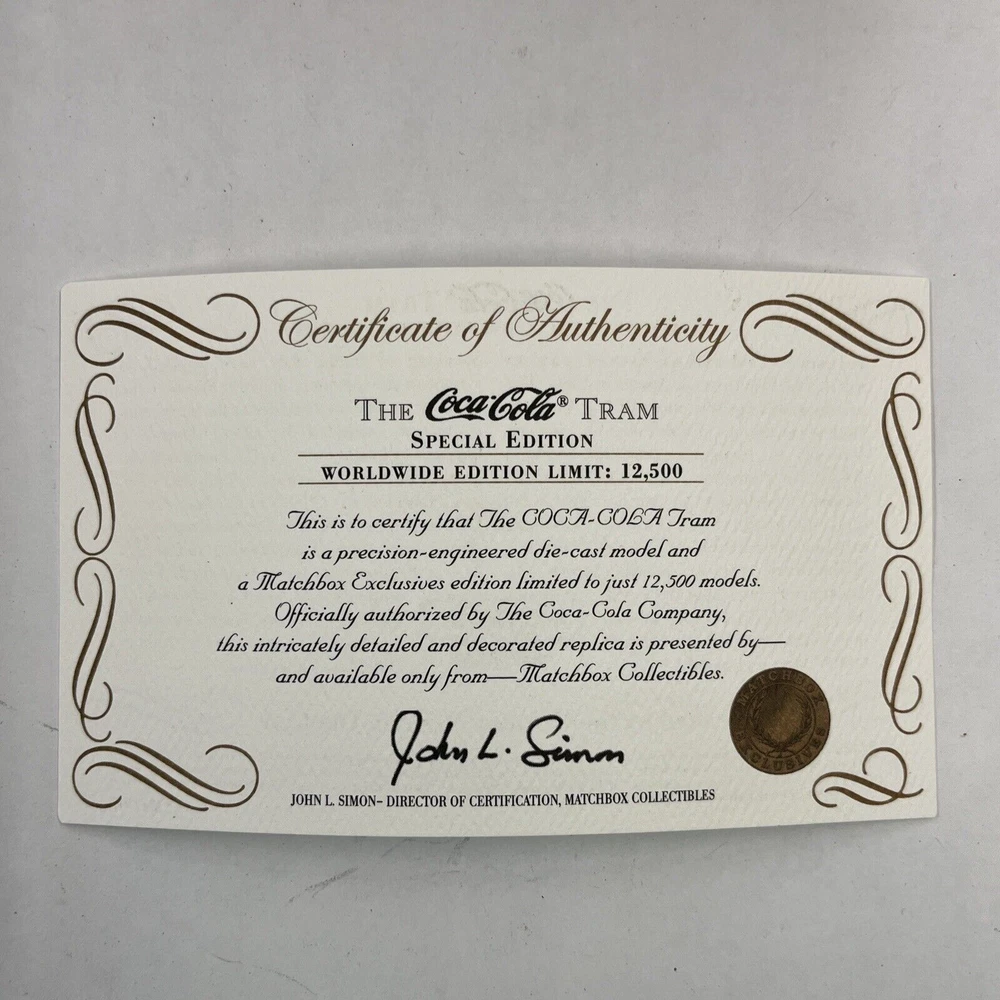 Certificate of Authenticity
THE Coca-Cola® TRAM
SPECIAL EDITION
WORLDWIDE EDITION LIMIT: 12,500
This is to certify that The COCA-COLA Tram
is a precision-engineered die-cast model and
a Matchbox Exclusives edition limited to just 12,500 models.
Officially authorized by The Coca-Cola Company,
this intricately detailed and decorated replica is presented by—
and available only from—Matchbox Collectibles.
MATCHBOX
EXCLUSIVES
John L. Simon
JOHN L. SIMON– DIRECTOR OF CERTIFICATION, MATCHBOX COLLECTIBLES